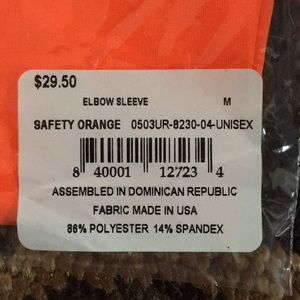 $29.50
ELBOW SLEEVE M
SAFETY ORANGE 0503UR-8230-04-UNISEX
8 40001 12723 4
ASSEMBLED IN DOMINICAN REPUBLIC
FABRIC MADE IN USA
86% POLYESTER 14% SPANDEX